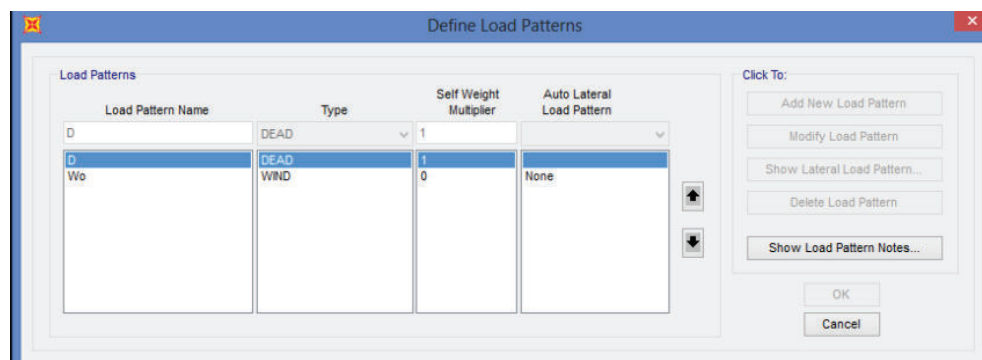 Define Load Patterns
Load Patterns
Click To:
Load Pattern Name
Type
Self Weight
Multiplier
Auto Lateral
Load Pattern
D
DEAD
1
D DEAD 1
Wo WIND 0 None
Add New Load Pattern
Modify Load Pattern
Show Lateral Load Pattern...
Delete Load Pattern
Show Load Pattern Notes...
OK
Cancel